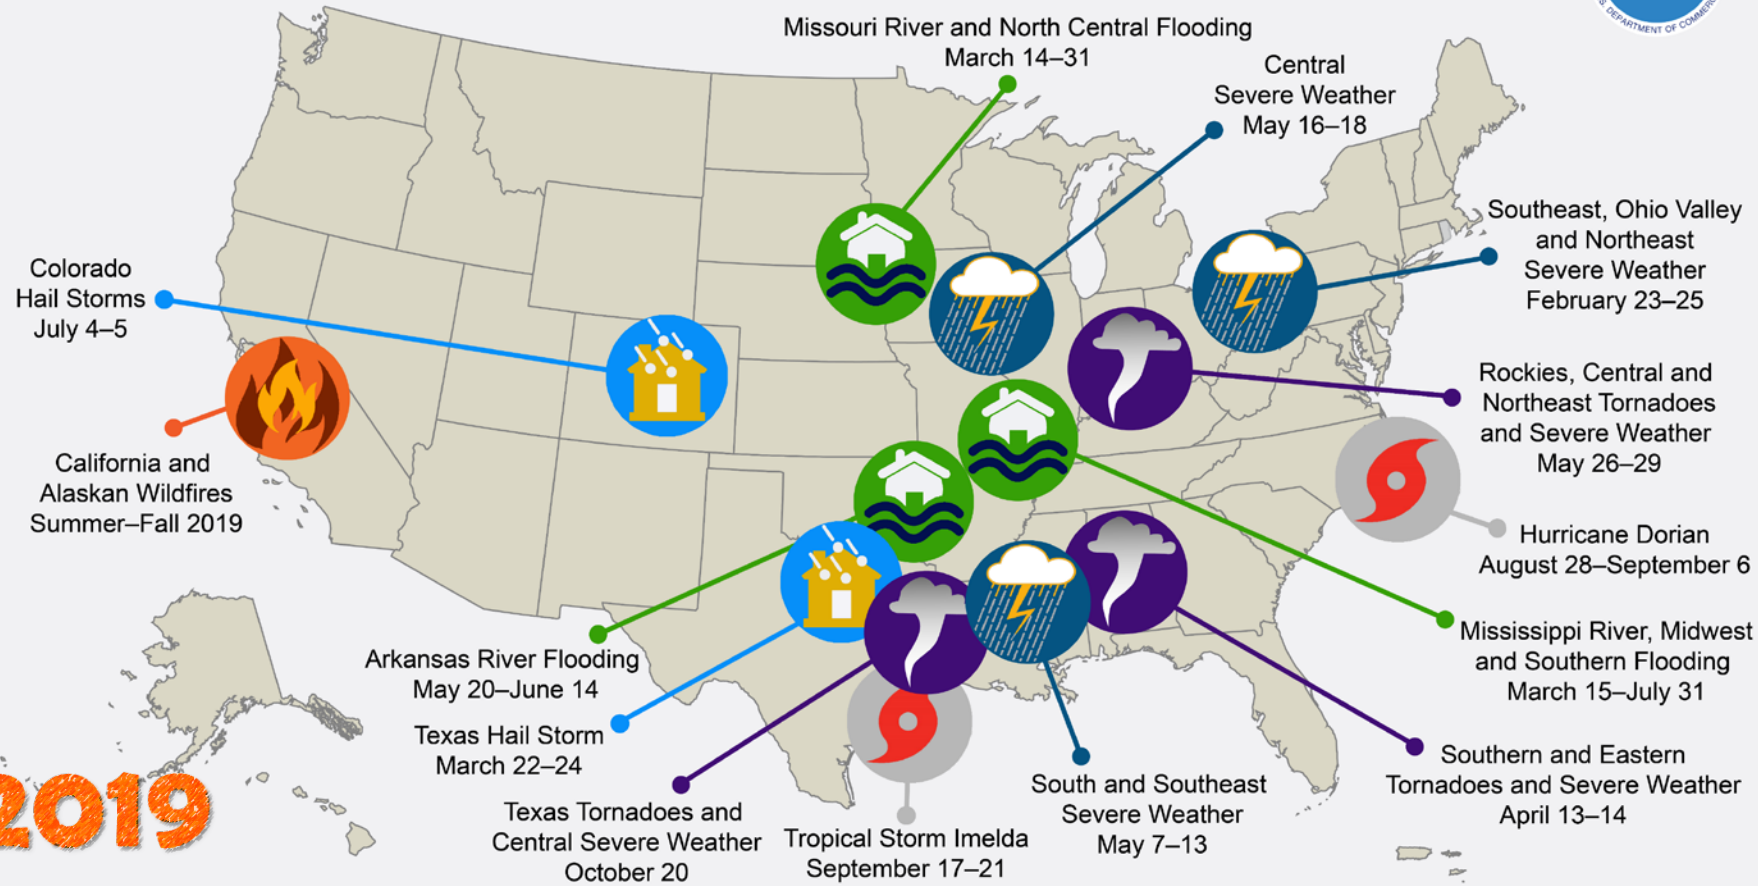 S. DEPARTMENT OF COMMERC
Missouri River and North Central Flooding
March 14–31
Central
Severe Weather
May 16–18
Southeast, Ohio Valley
and Northeast
Severe Weather
February 23–25
Colorado
Hail Storms
July 4–5
Rockies, Central and
Northeast Tornadoes
and Severe Weather
May 26–29
California and
Alaskan Wildfires
Summer–Fall 2019
Hurricane Dorian
August 28–September 6
Arkansas River Flooding
May 20–June 14
Mississippi River, Midwest
and Southern Flooding
March 15–July 31
Texas Hail Storm
March 22–24
Southern and Eastern
Tornadoes and Severe Weather
April 13–14
South and Southeast
Severe Weather
May 7–13
Texas Tornadoes and
Central Severe Weather
October 20
Tropical Storm Imelda
September 17–21
2019